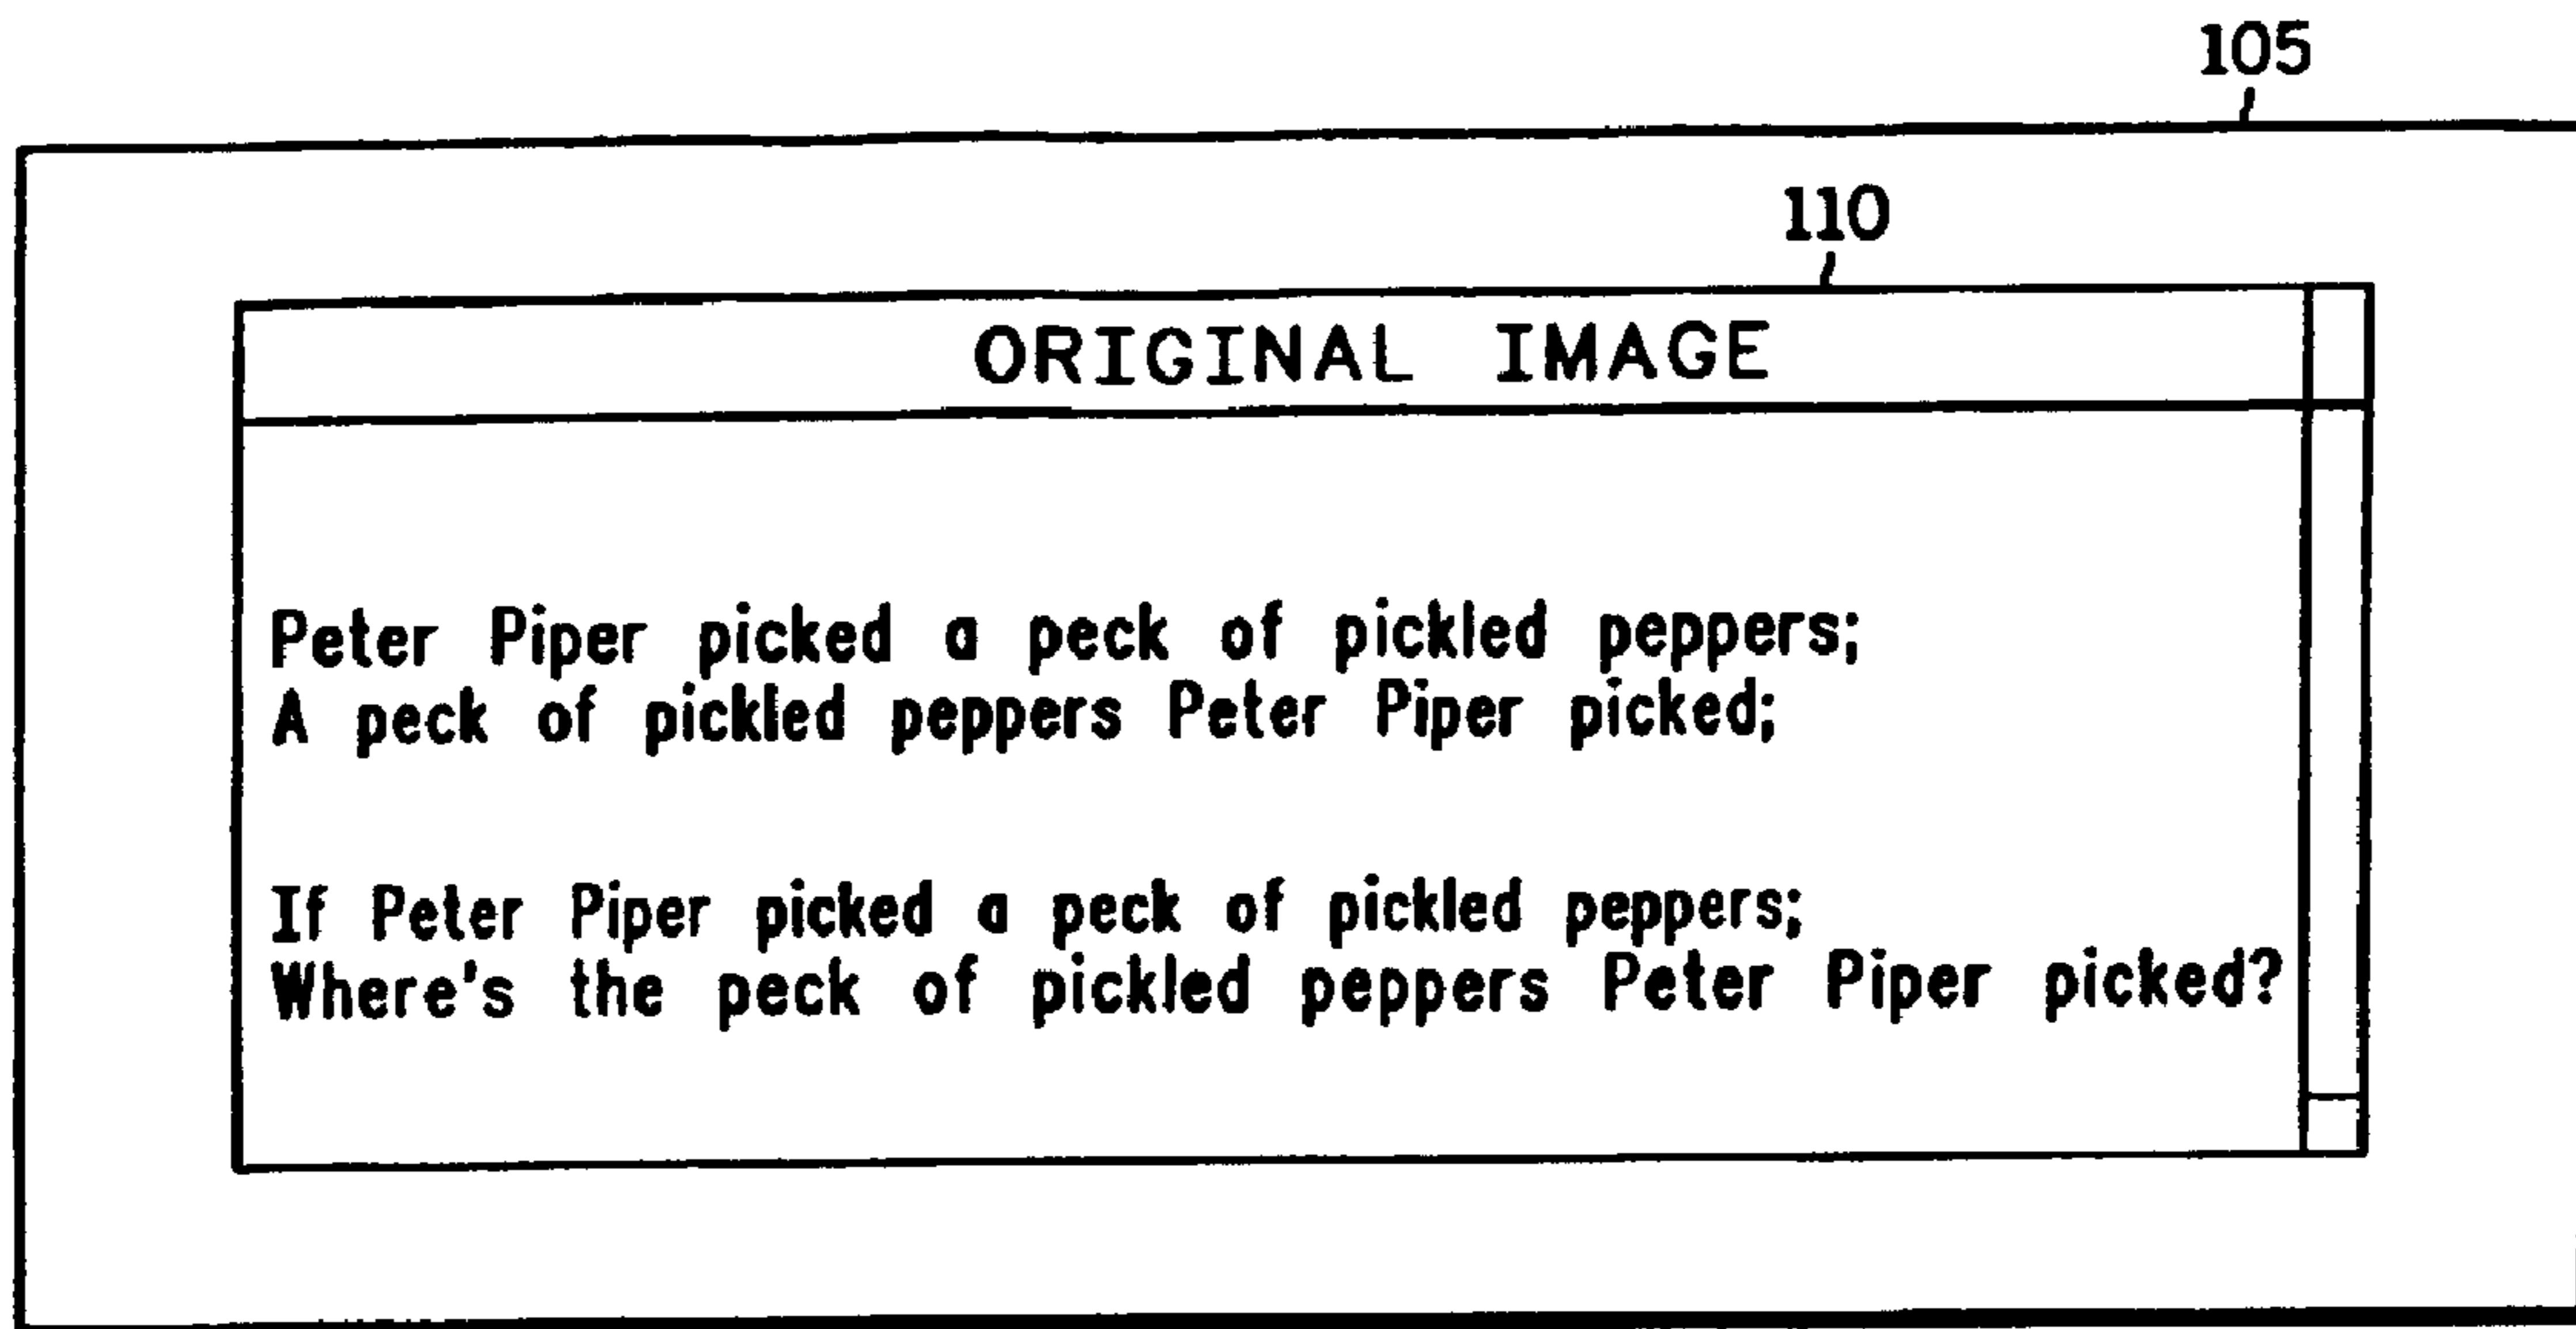 105
110
ORIGINAL IMAGE
Peter Piper picked a peck of pickled peppers;
A peck of pickled peppers Peter Piper picked;
If Peter Piper picked a peck of pickled peppers;
Where's the peck of pickled peppers Peter Piper picked?